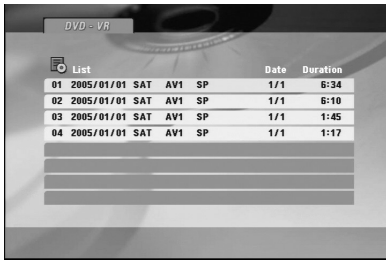 DVD - VR
List Date Duration
01 2005/01/01 SAT AV1 SP 1/1 6:34
02 2005/01/01 SAT AV1 SP 1/1 6:10
03 2005/01/01 SAT AV1 SP 1/1 1:45
04 2005/01/01 SAT AV1 SP 1/1 1:17